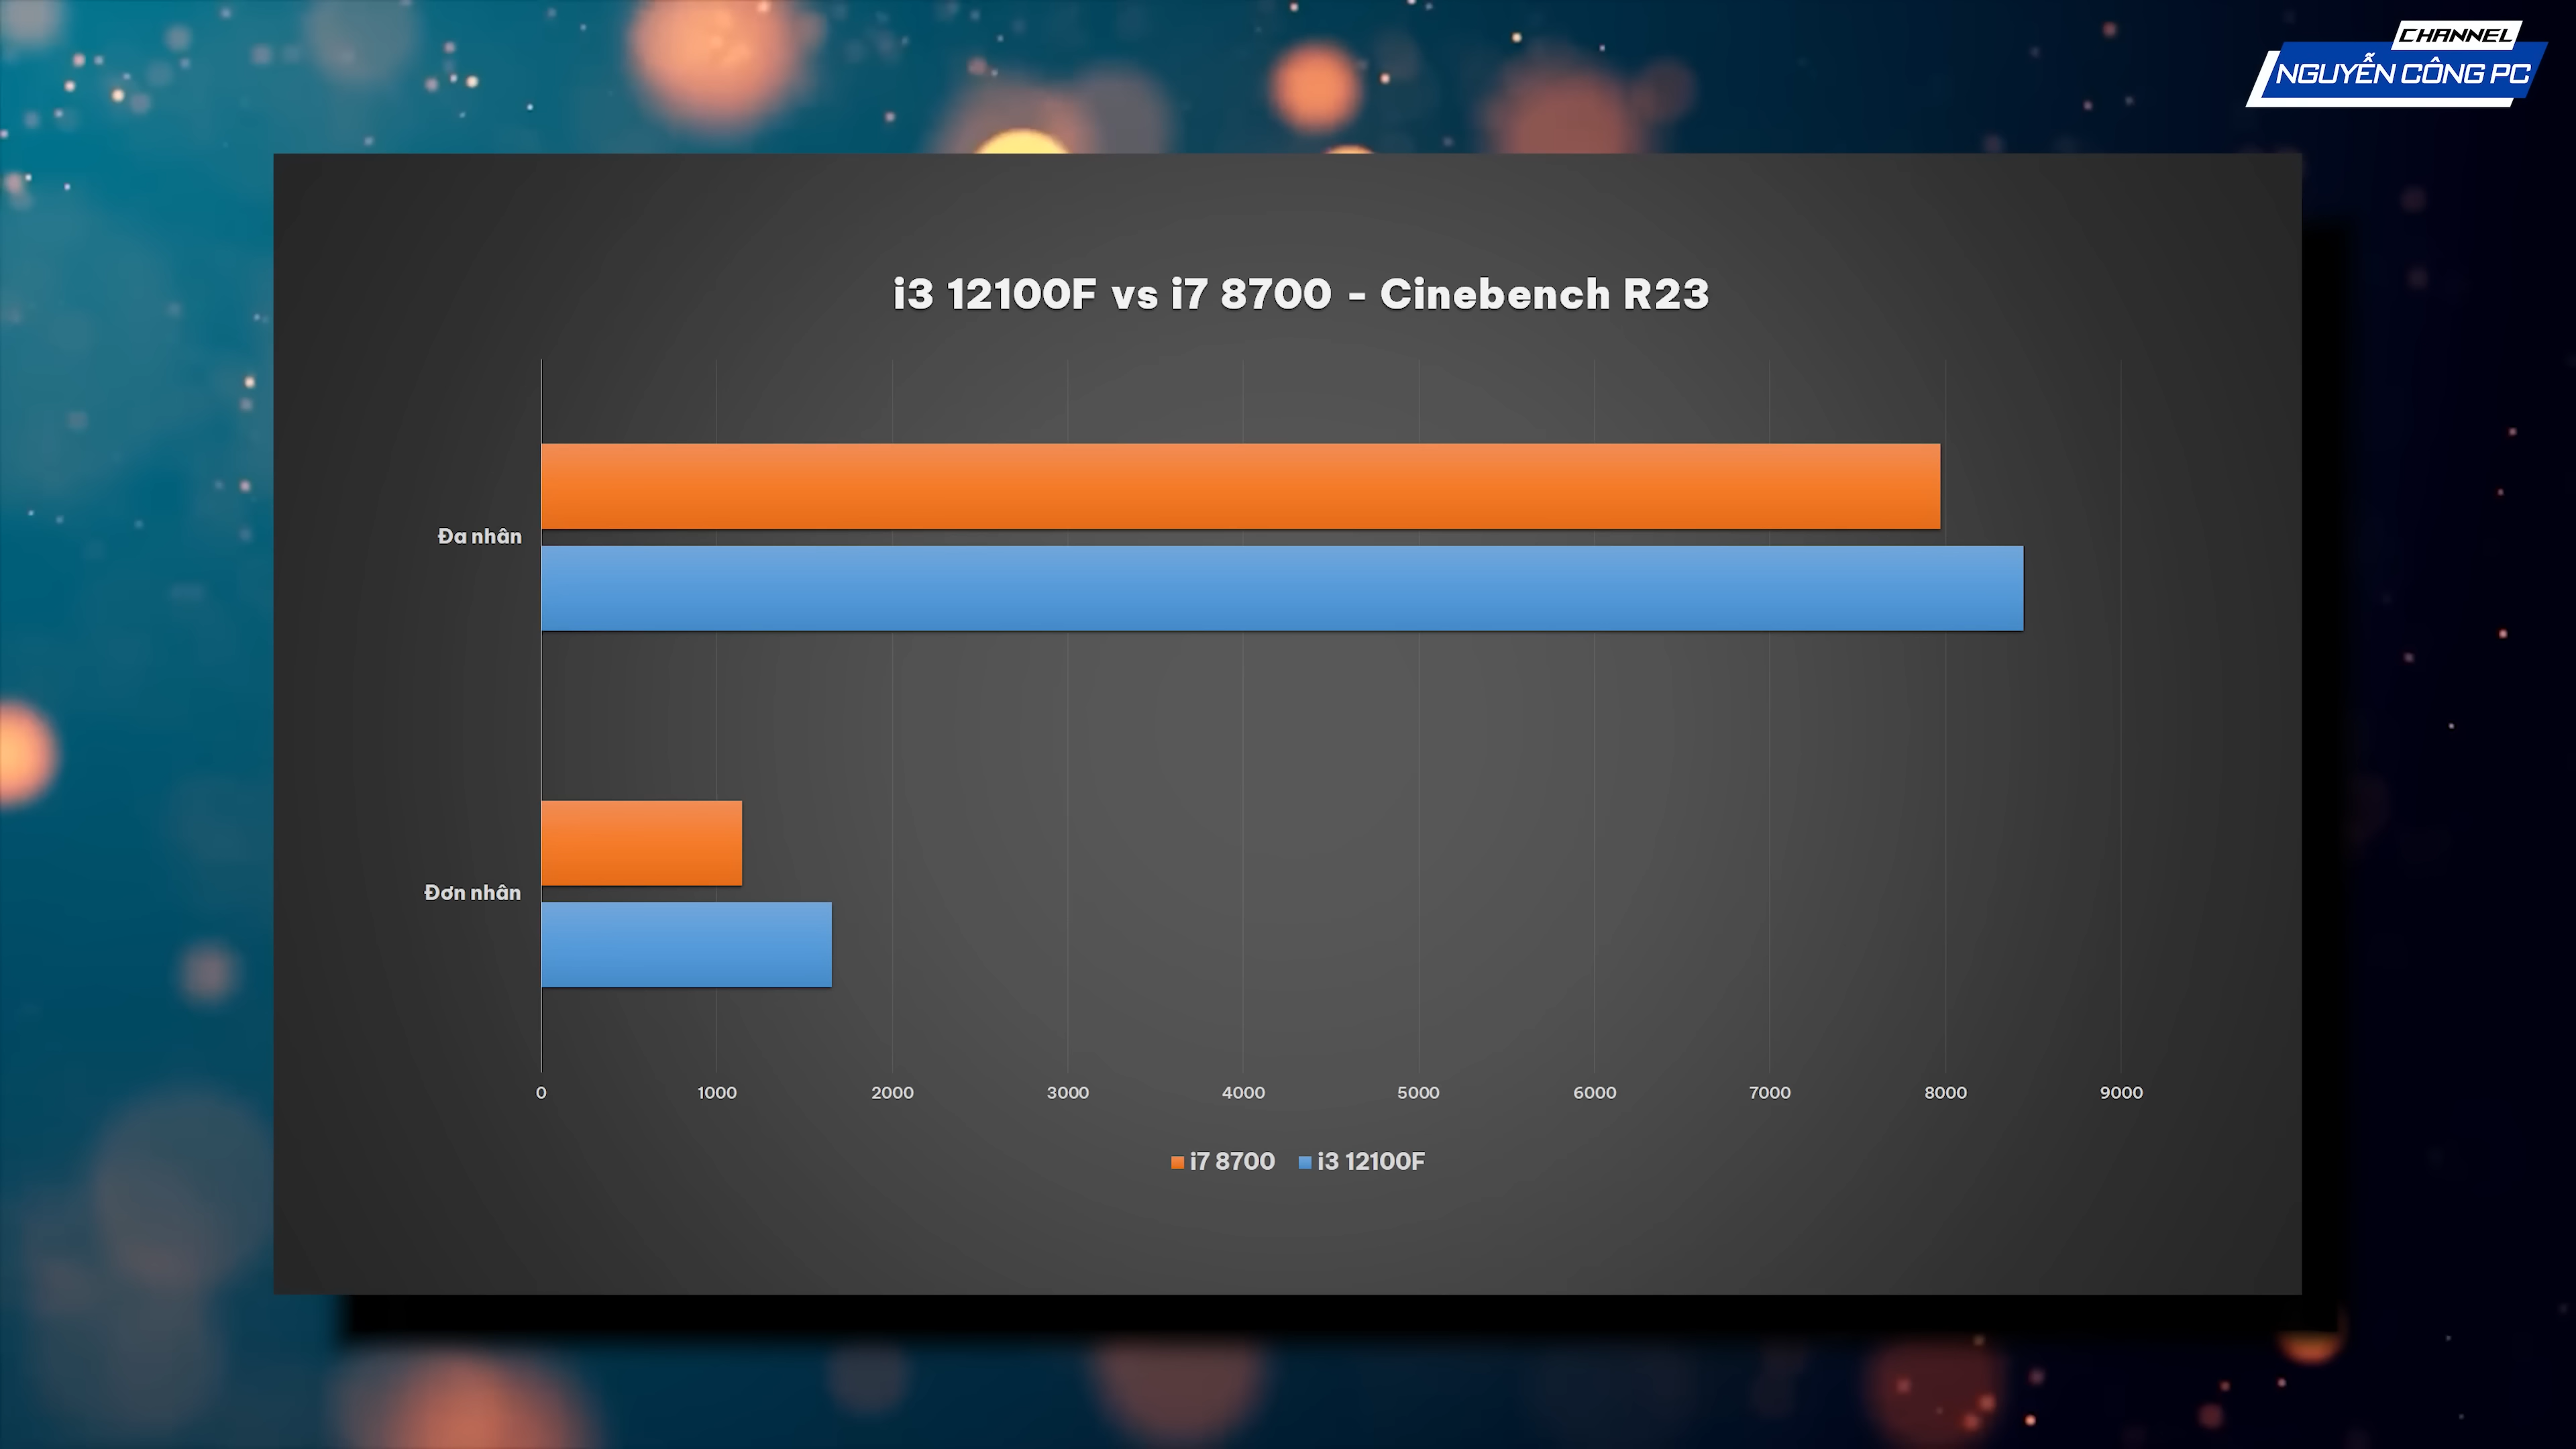 CHANNEL
NGUYỄN CÔNG PC
i3 12100F vs i7 8700 - Cinebench R23
Đa nhân
Đơn nhân
0 1000 2000 3000 4000 5000 6000 7000 8000 9000
i7 8700 i3 12100F